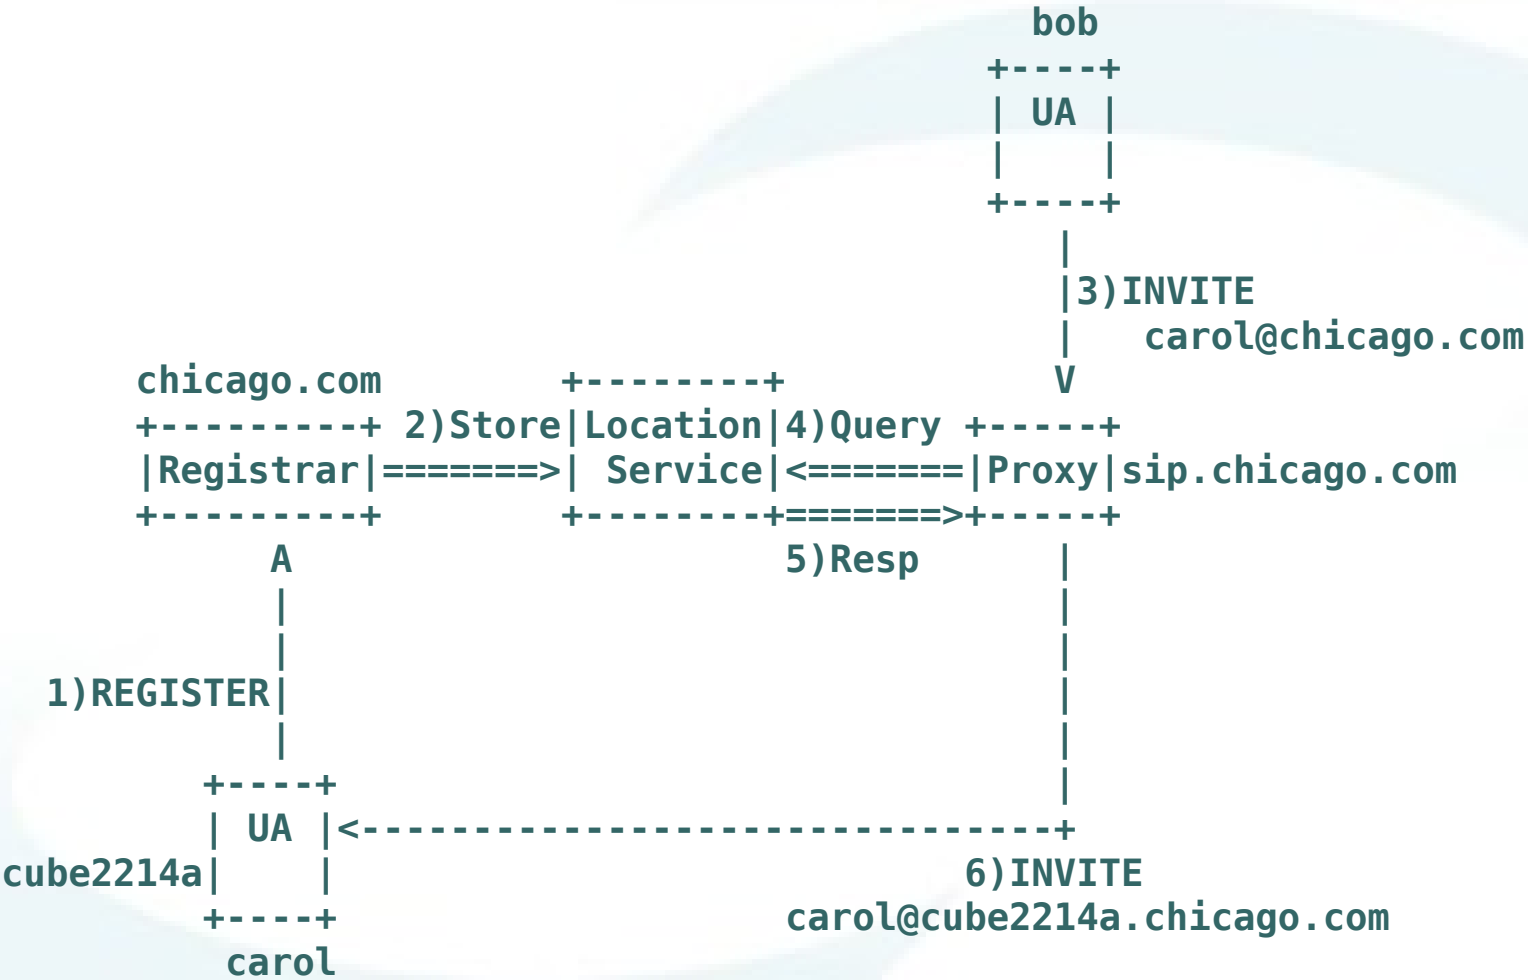 bob
                                            +----+
                                            | UA |
                                            |    |
                                            +----+
                                               |
                                               |3)INVITE
                                               |   carol@chicago.com
      chicago.com        +--------+            V
      +---------+ 2)Store|Location|4)Query +-----+
      |Registrar|=======>| Service|<=======|Proxy|sip.chicago.com
      +---------+        +--------+=======>+-----+
            A                      5)Resp      |
            |                                  |
            |                                  |
  1)REGISTER|                                  |
            |                                  |
         +----+                                |
         | UA |<-------------------------------+
cube2214a|    |                            6)INVITE
         +----+                    carol@cube2214a.chicago.com
          carol